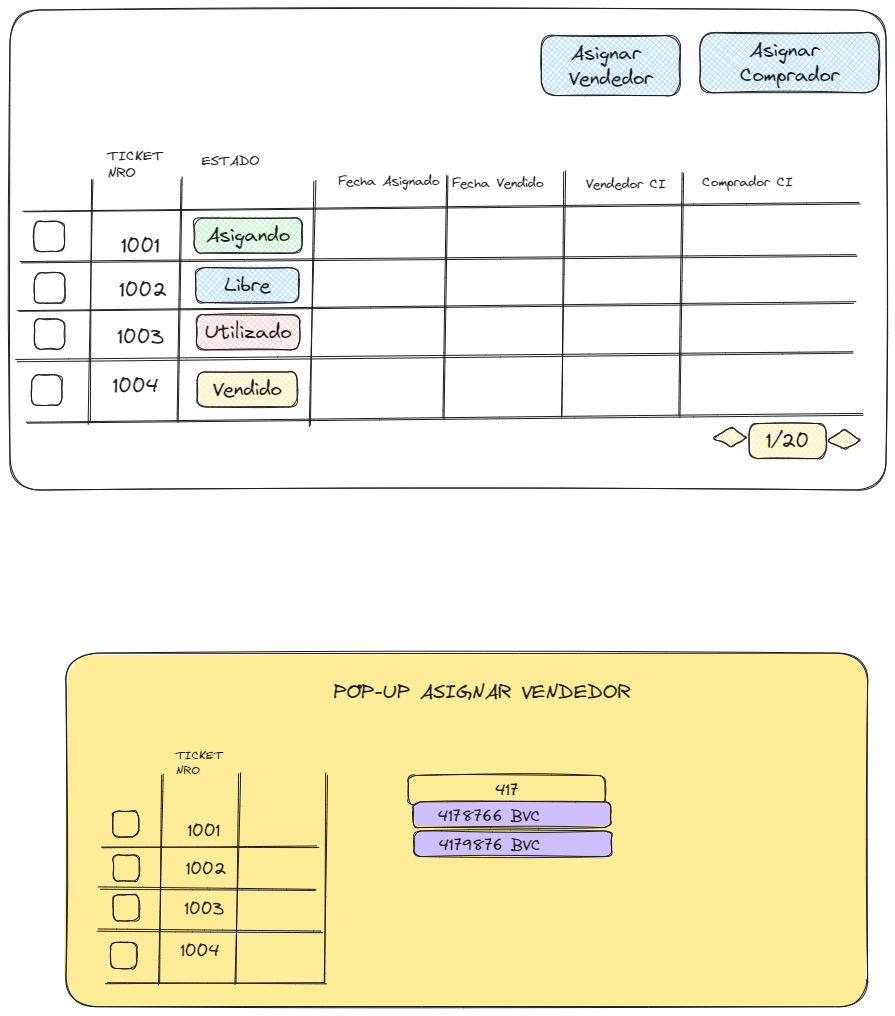 Asignar
Vendedor
Asignar
Comprador
TICKET
NRO
ESTADO
Fecha Asignado
Fecha Vendido
Vendedor CI
Comprador CI
1001
Asigando
1002
Libre
1003
Utilizado
1004
Vendido
1/20
POP-UP ASIGNAR VENDEDOR
TICKET
NRO
1001
1002
1003
1004
417
4178766 BVC
4179876 BVC